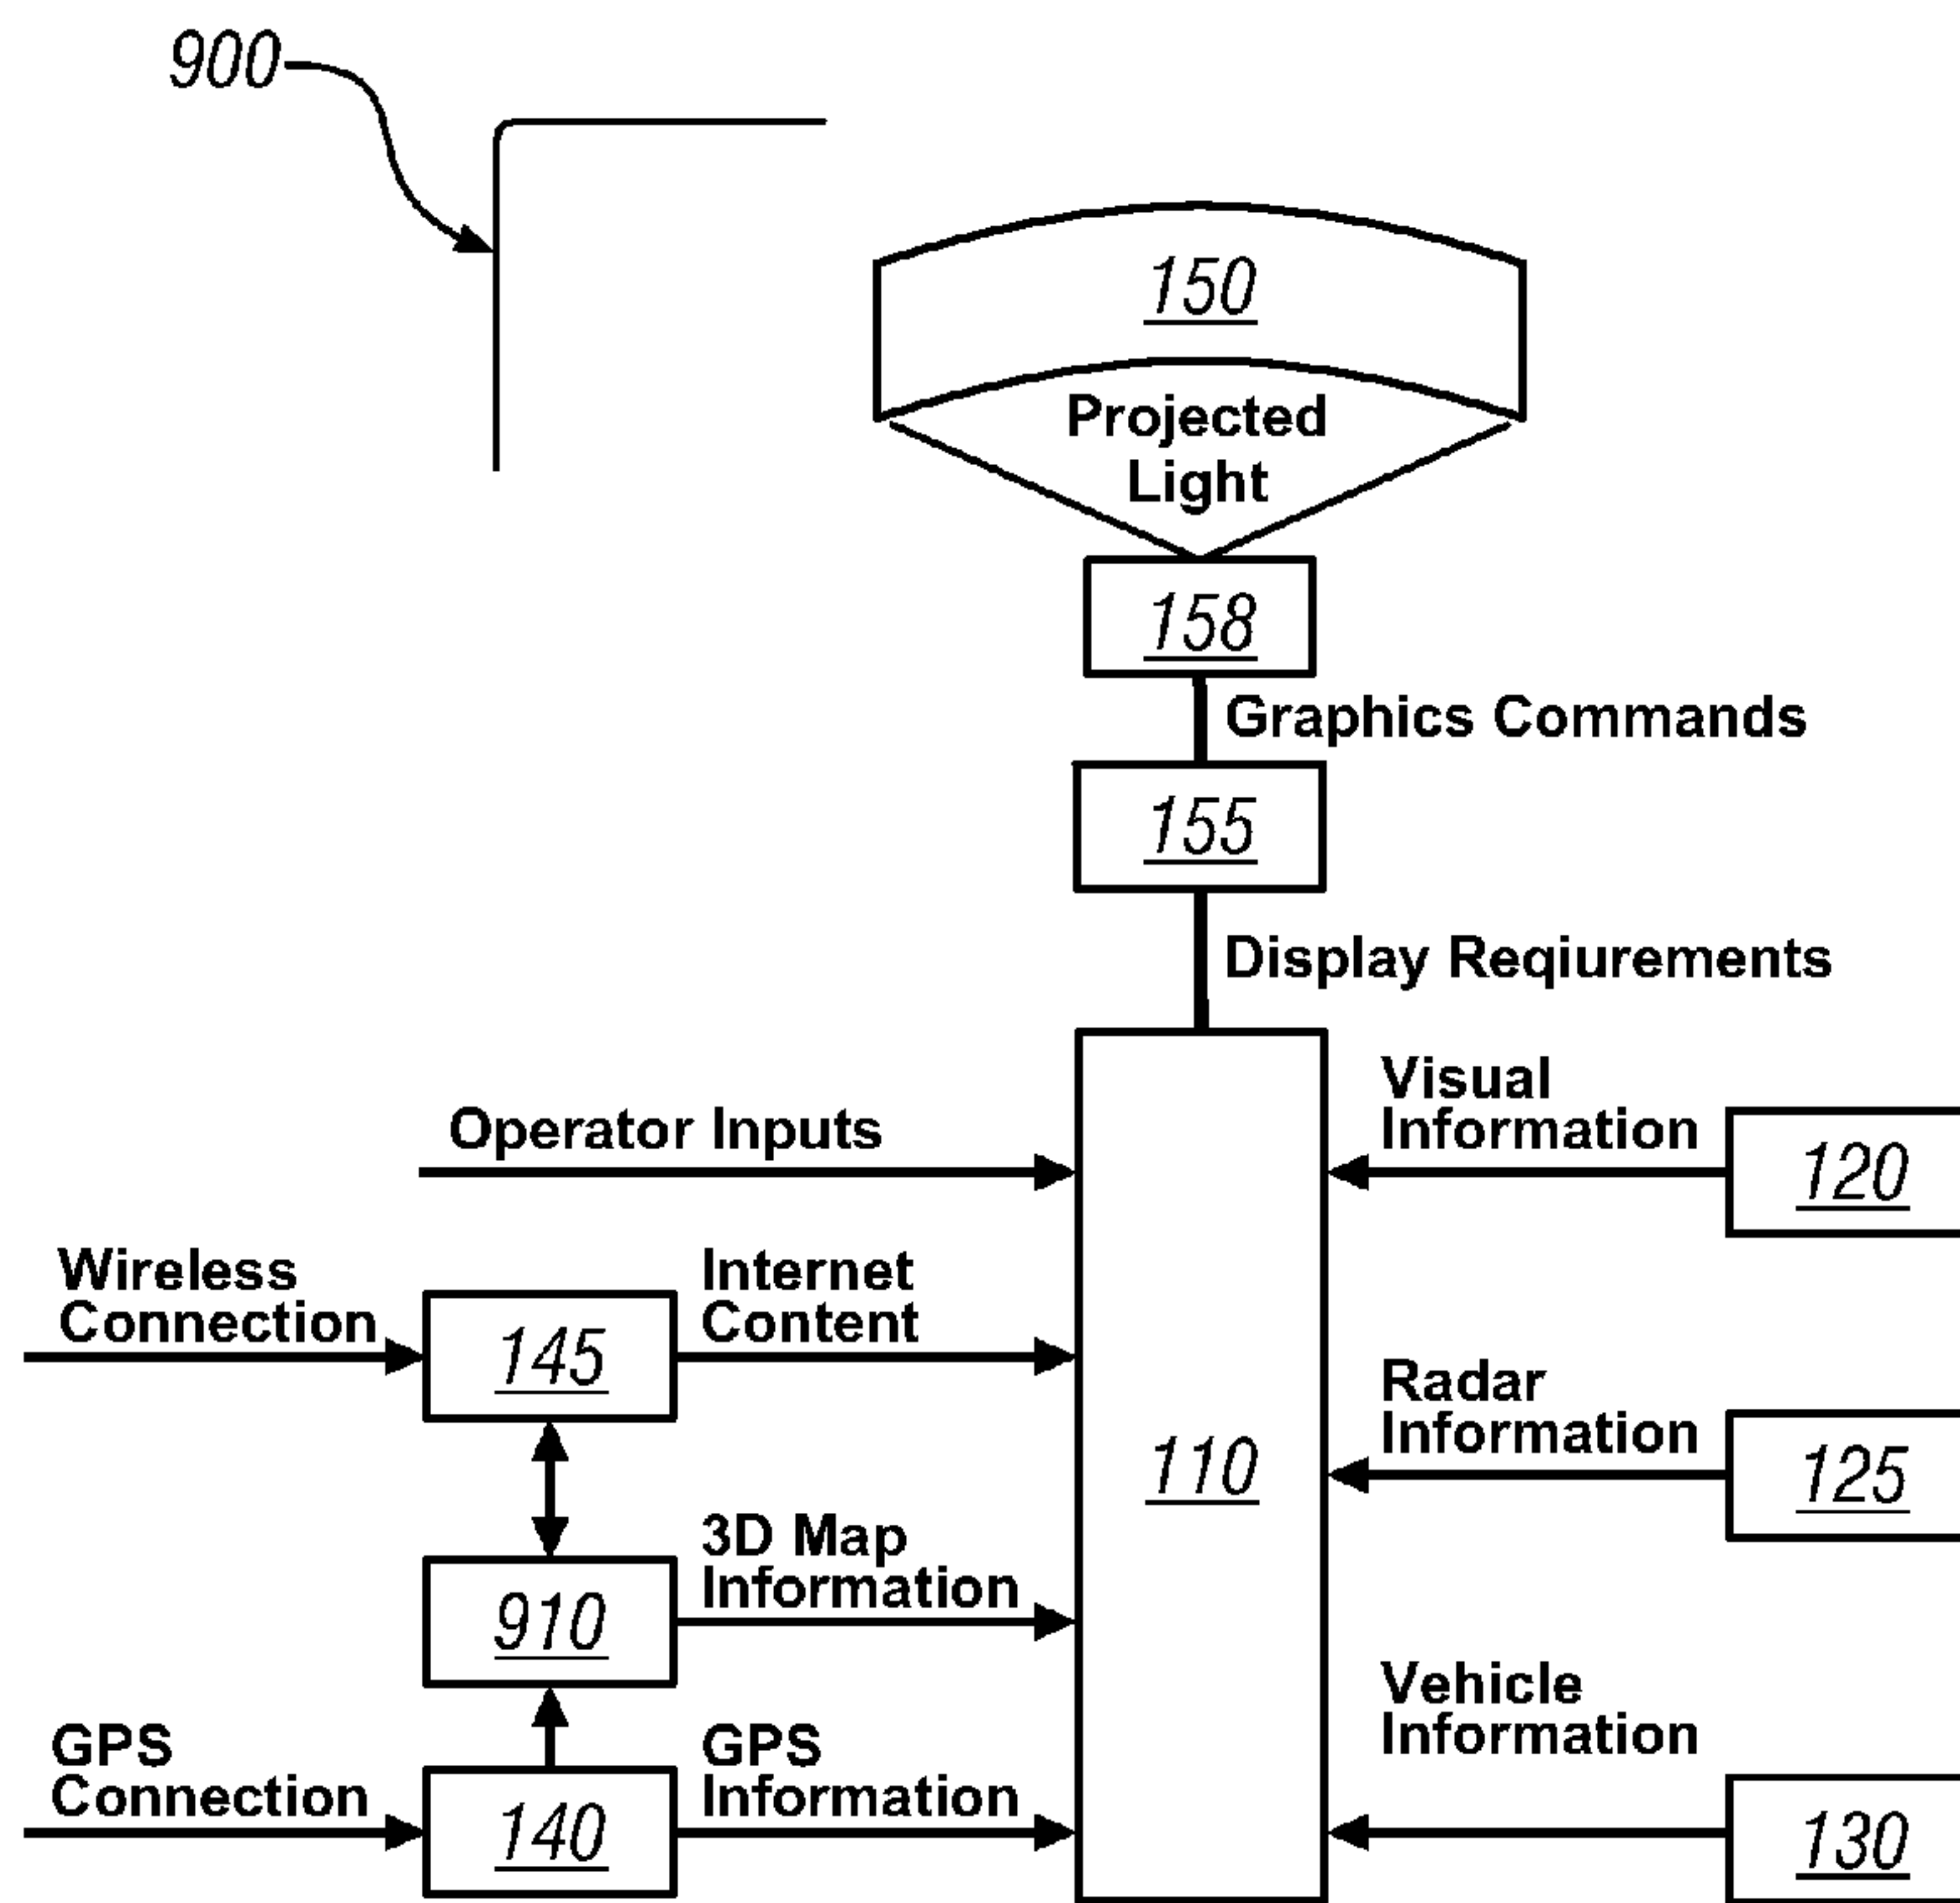 900
150
Projected
Light
158
Graphics Commands
155
Display Reqiurements
Operator Inputs
Visual
Information
120
Wireless
Connection
145
Internet
Content
110
Radar
Information
125
910
3D Map
Information
GPS
Connection
140
GPS
Information
Vehicle
Information
130